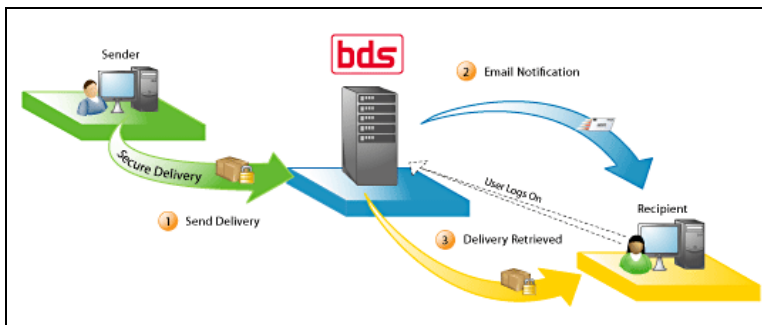 Sender
bds
2 Email Notification
Secure Delivery
User Logs On
1 Send Delivery
Recipient
3 Delivery Retrieved